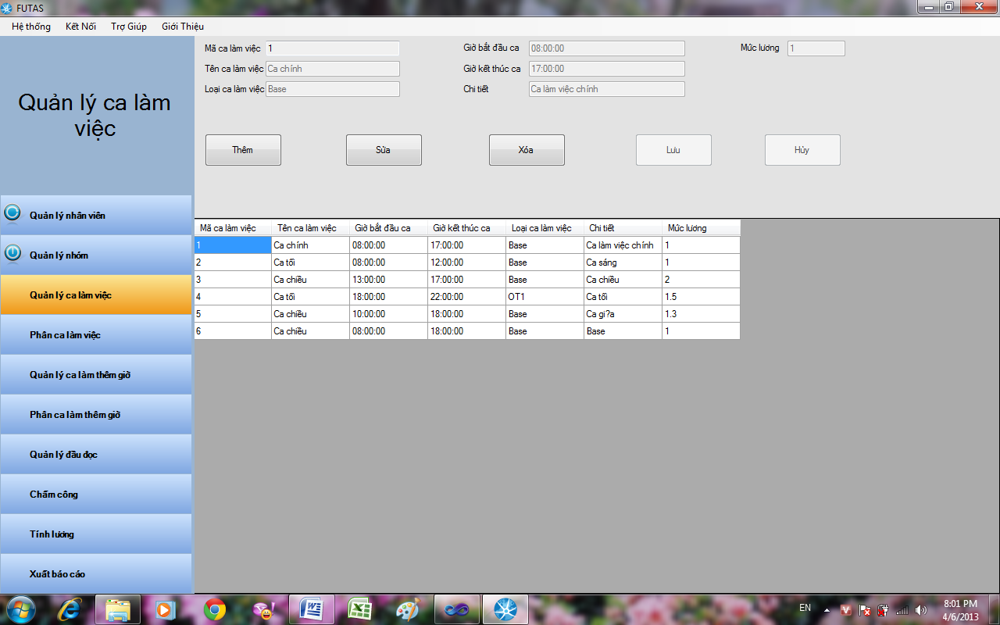 FUTAS
Hệ thống Kết Nối Trợ Giúp Giới Thiệu
Quản lý ca làm
việc
Mã ca làm việc 1 Giờ bắt đầu ca 08:00:00 Mức lương 1
Tên ca làm việc Ca chính Giờ kết thúc ca 17:00:00
Loại ca làm việc Base Chi tiết Ca làm việc chính
Thêm Sửa Xóa Lưu Hủy
Quản lý nhân viên
Quản lý nhóm
Quản lý ca làm việc
Phân ca làm việc
Quản lý ca làm thêm giờ
Phân ca làm thêm giờ
Quản lý đầu đọc
Chấm công
Tính lương
Xuất báo cáo
Mã ca làm việc Tên ca làm việc Giờ bắt đầu ca Giờ kết thúc ca Loại ca làm việc Chi tiết Mức lương
1 Ca chính 08:00:00 17:00:00 Base Ca làm việc chính 1
2 Ca tối 08:00:00 12:00:00 Base Ca sáng 1
3 Ca chiều 13:00:00 17:00:00 Base Ca chiều 2
4 Ca tối 18:00:00 22:00:00 OT1 Ca tối 1.5
5 Ca chiều 10:00:00 18:00:00 Base Ca gi?a 1.3
6 Ca chiều 08:00:00 18:00:00 Base Base 1
EN 8:01 PM
4/6/2013